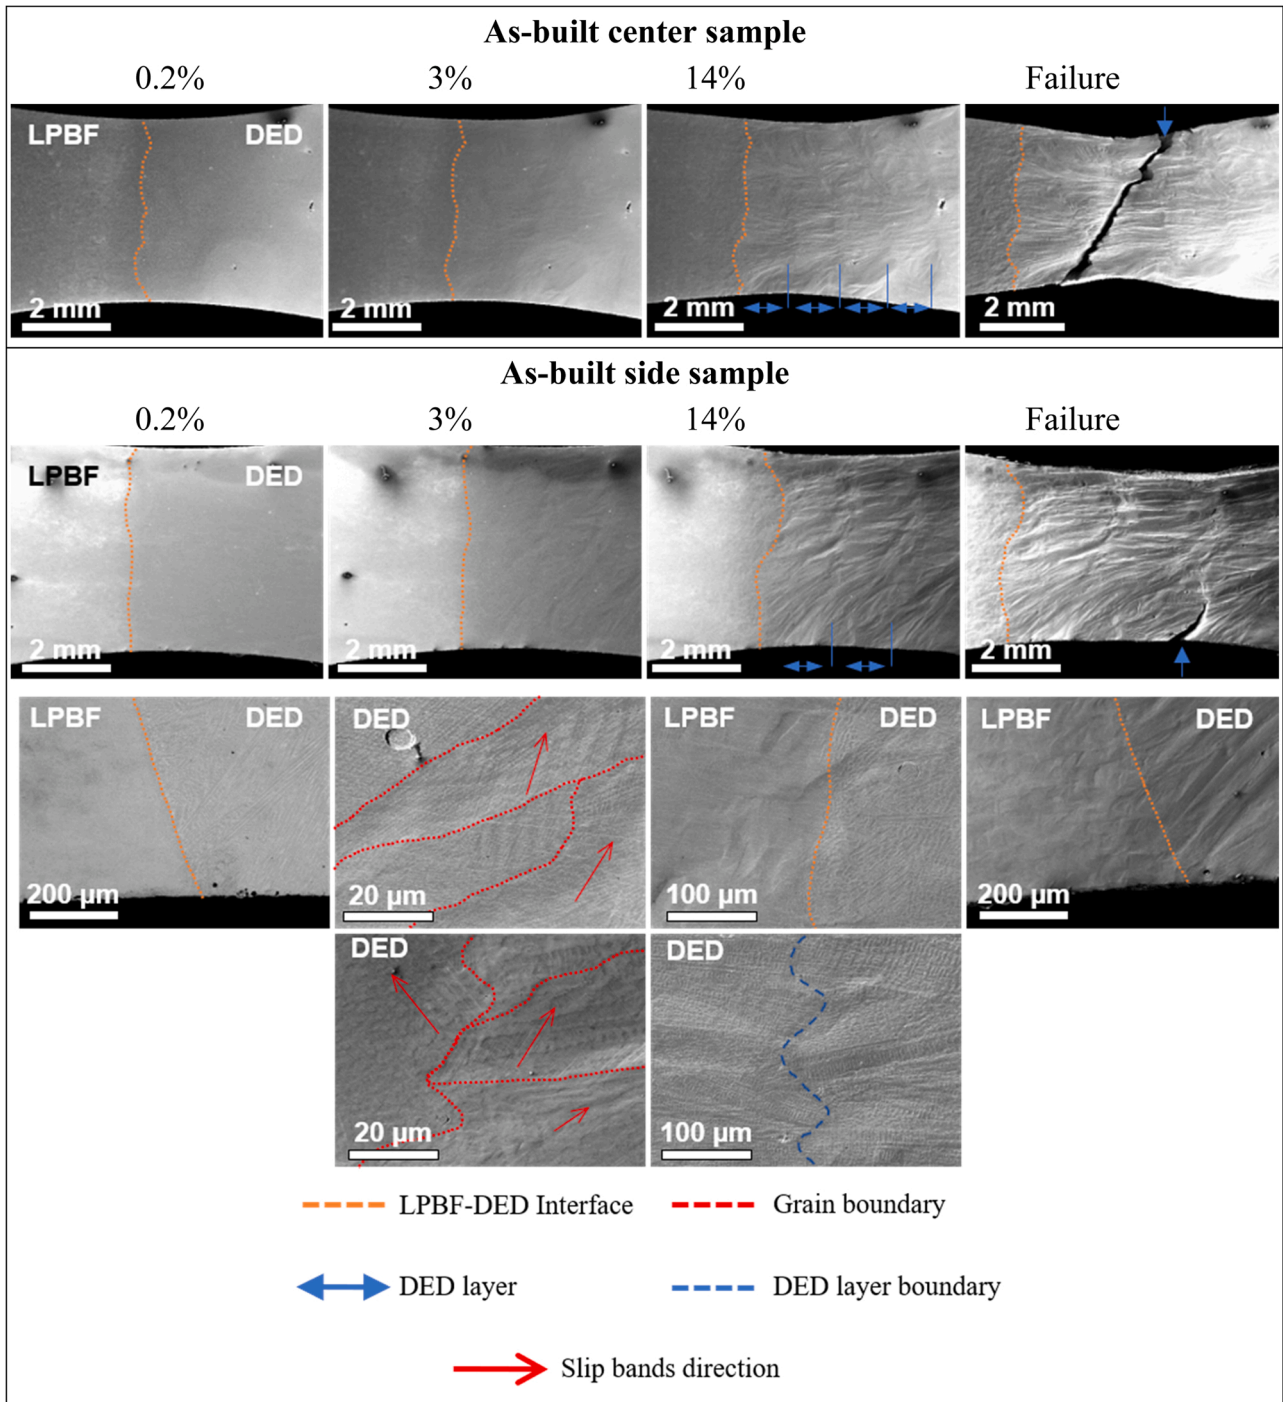 As-built center sample
0.2% 3% 14% Failure
LPBF DED
2 mm 2 mm 2 mm 2 mm
As-built side sample
0.2% 3% 14% Failure
LPBF DED
2 mm 2 mm 2 mm 2 mm
LPBF DED DED LPBF DED LPBF DED
200 µm 20 µm 100 µm 200 µm
DED DED
20 µm 100 µm
LPBF-DED Interface Grain boundary
DED layer DED layer boundary
Slip bands direction